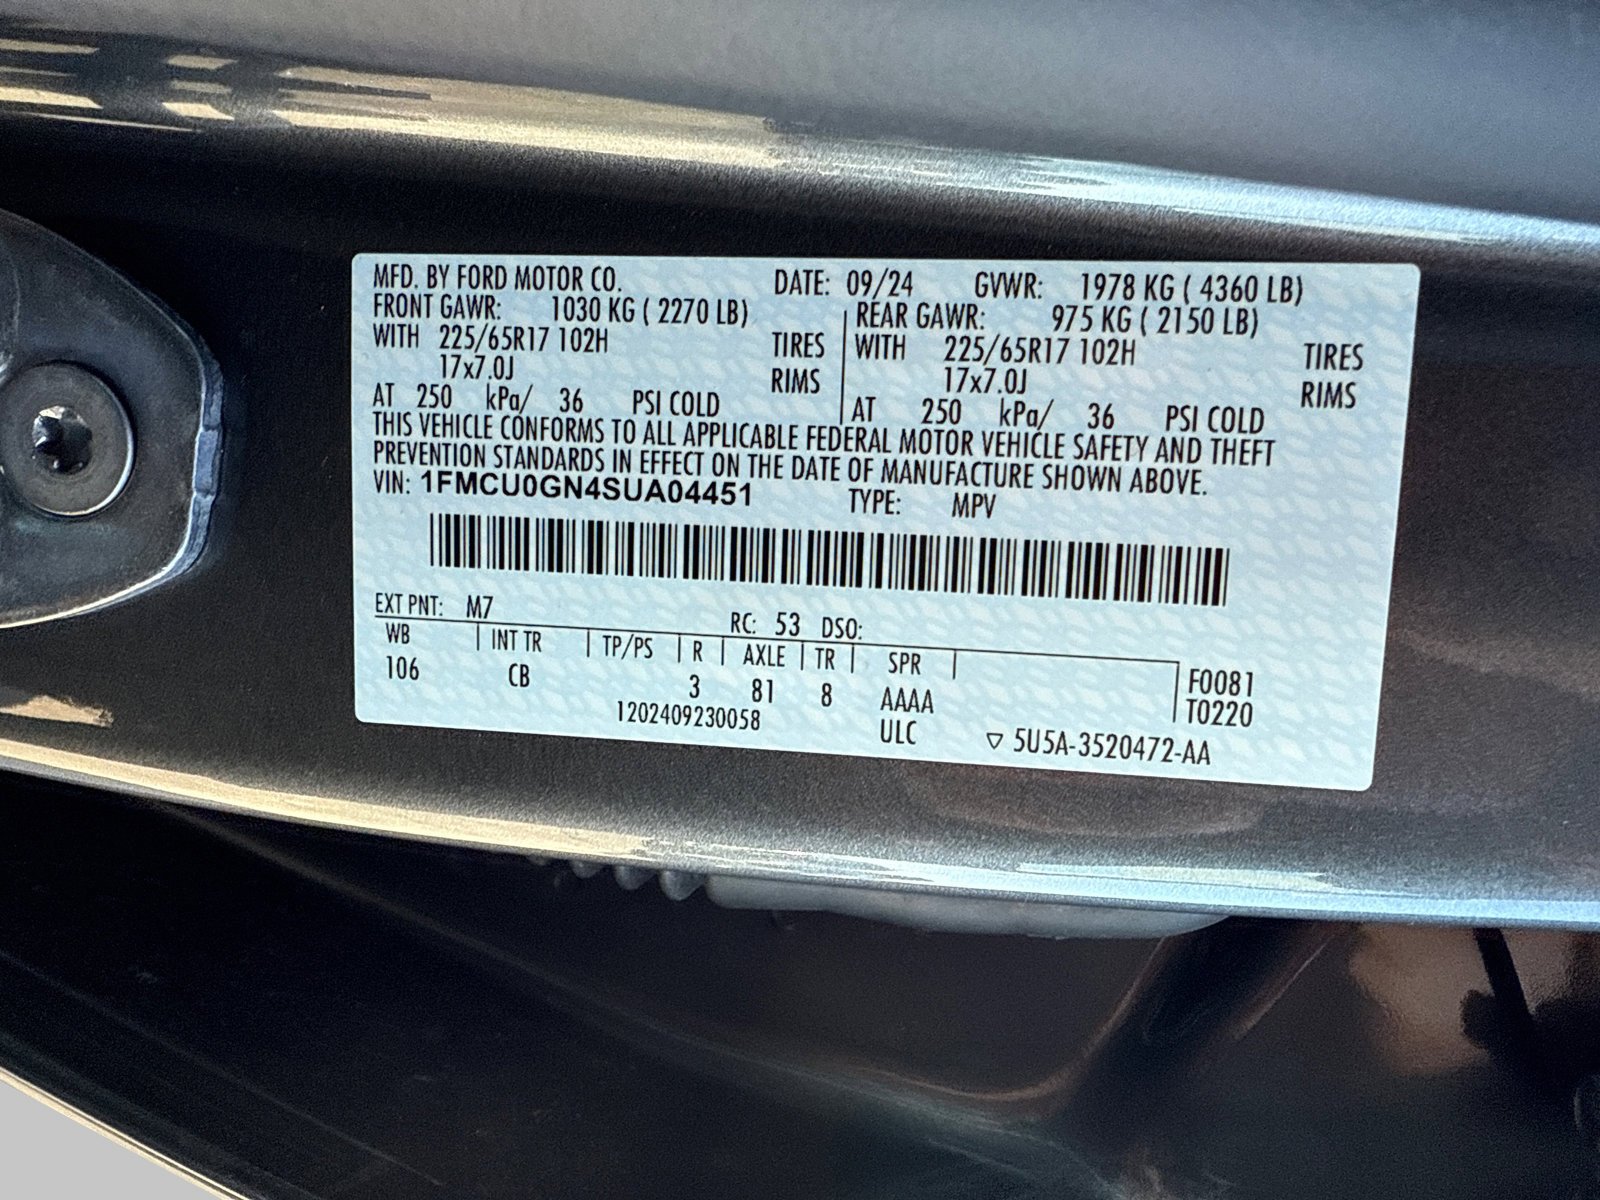 MFD. BY FORD MOTOR CO. DATE: 09/24 GVWR: 1978 KG ( 4360 LB)
FRONT GAWR: 1030 KG ( 2270 LB) REAR GAWR: 975 KG ( 2150 LB)
WITH 225/65R17 102H TIRES WITH 225/65R17 102H TIRES
17x7.0J RIMS 17x7.0J RIMS
AT 250 kPa/ 36 PSI COLD AT 250 kPa/ 36 PSI COLD
THIS VEHICLE CONFORMS TO ALL APPLICABLE FEDERAL MOTOR VEHICLE SAFETY AND THEFT
PREVENTION STANDARDS IN EFFECT ON THE DATE OF MANUFACTURE SHOWN ABOVE.
VIN: 1FMCU0GN4SUA04451 TYPE: MPV
EXT PNT: M7 RC: 53 DSO:
WB INT TR TP/PS R AXLE TR SPR
106 CB 3 81 8 AAAA F0081
1202409230058 ULC T0220
▽ 5U5A-3520472-AA